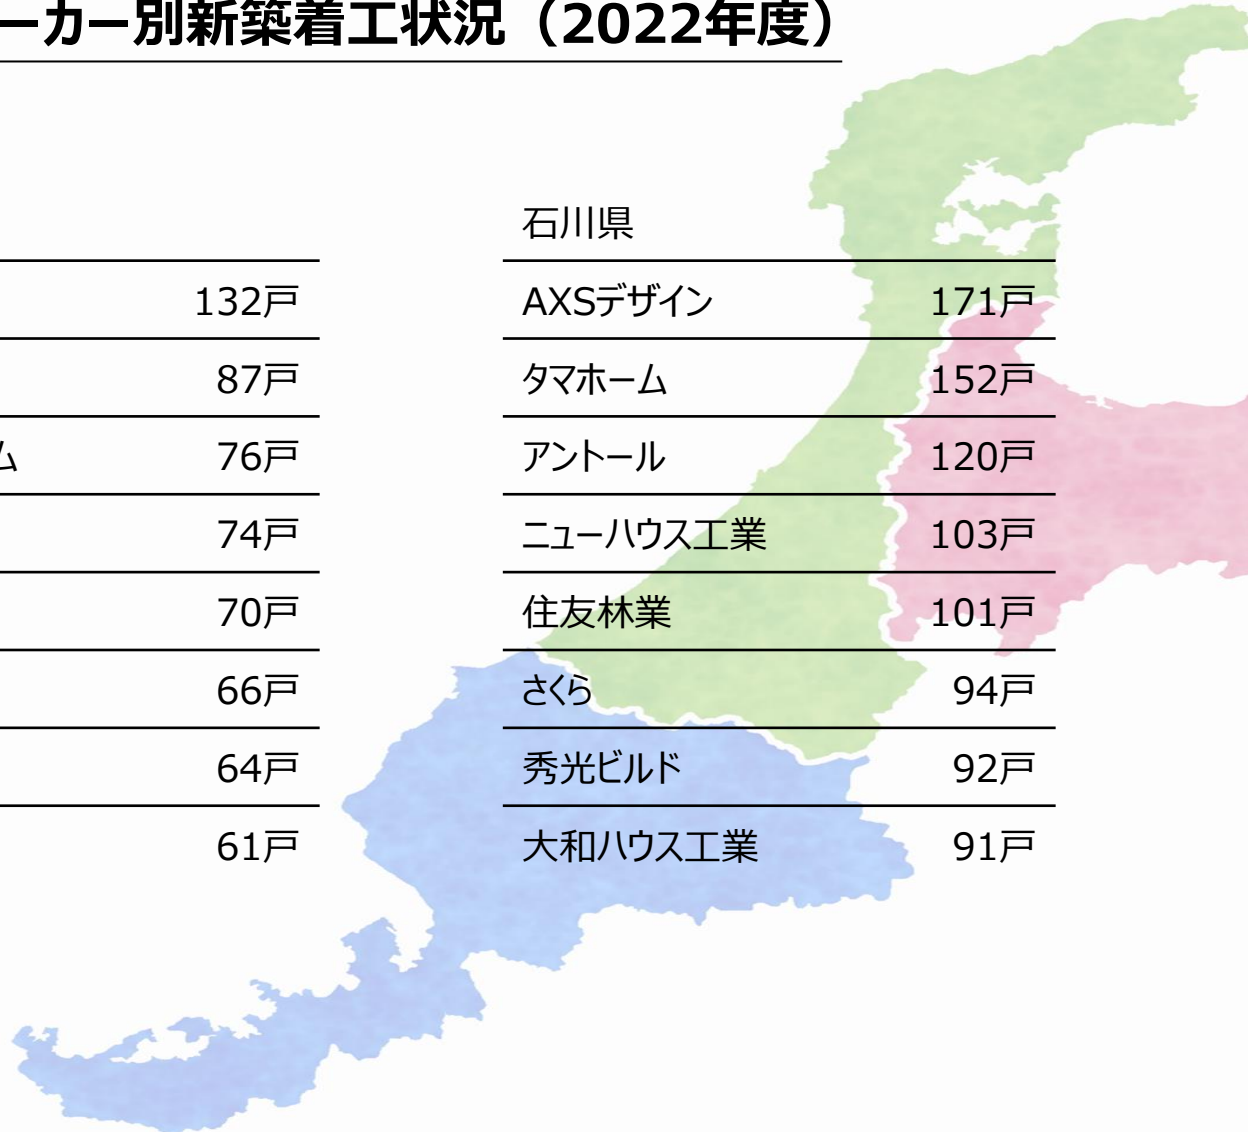 ーカー別新築着工状況（2022年度）
石川県
132戸 AXSデザイン 171戸
87戸 タマホーム 152戸
ム 76戸 アントール 120戸
74戸 ニューハウス工業 103戸
70戸 住友林業 101戸
66戸 さくら 94戸
64戸 秀光ビルド 92戸
61戸 大和ハウス工業 91戸